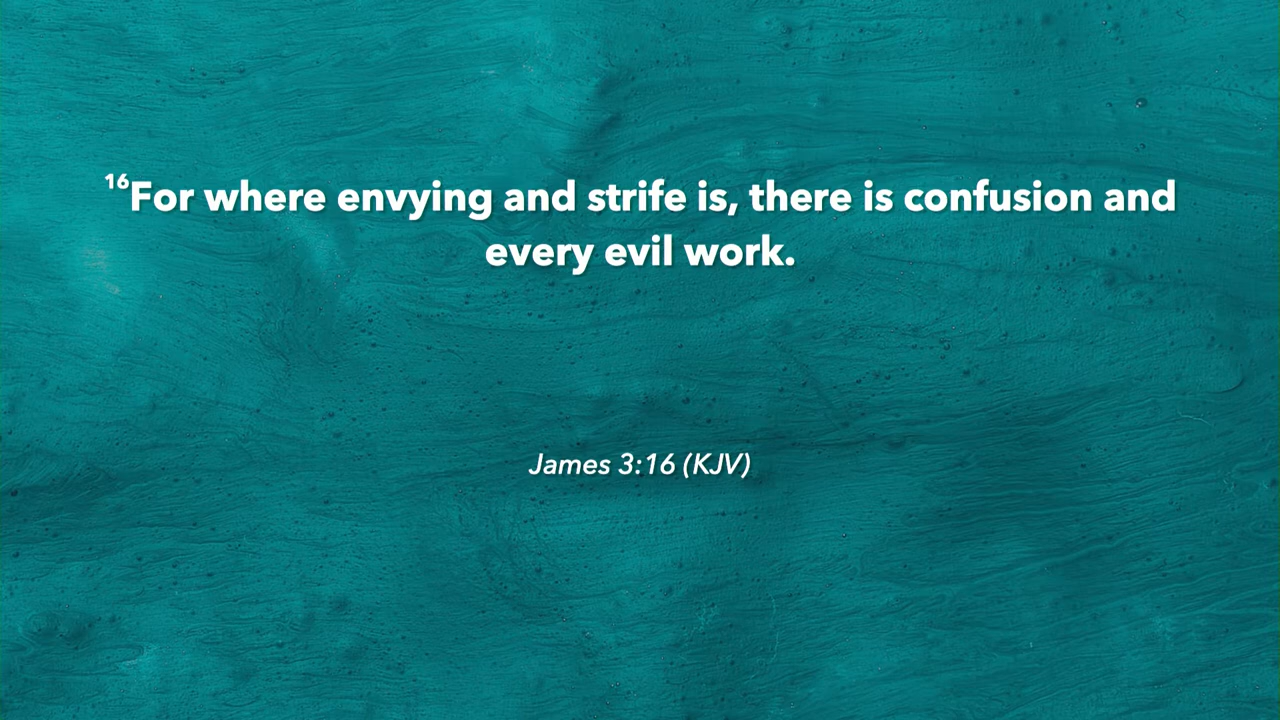 16For where envying and strife is, there is confusion and
every evil work.
James 3:16 (KJV)